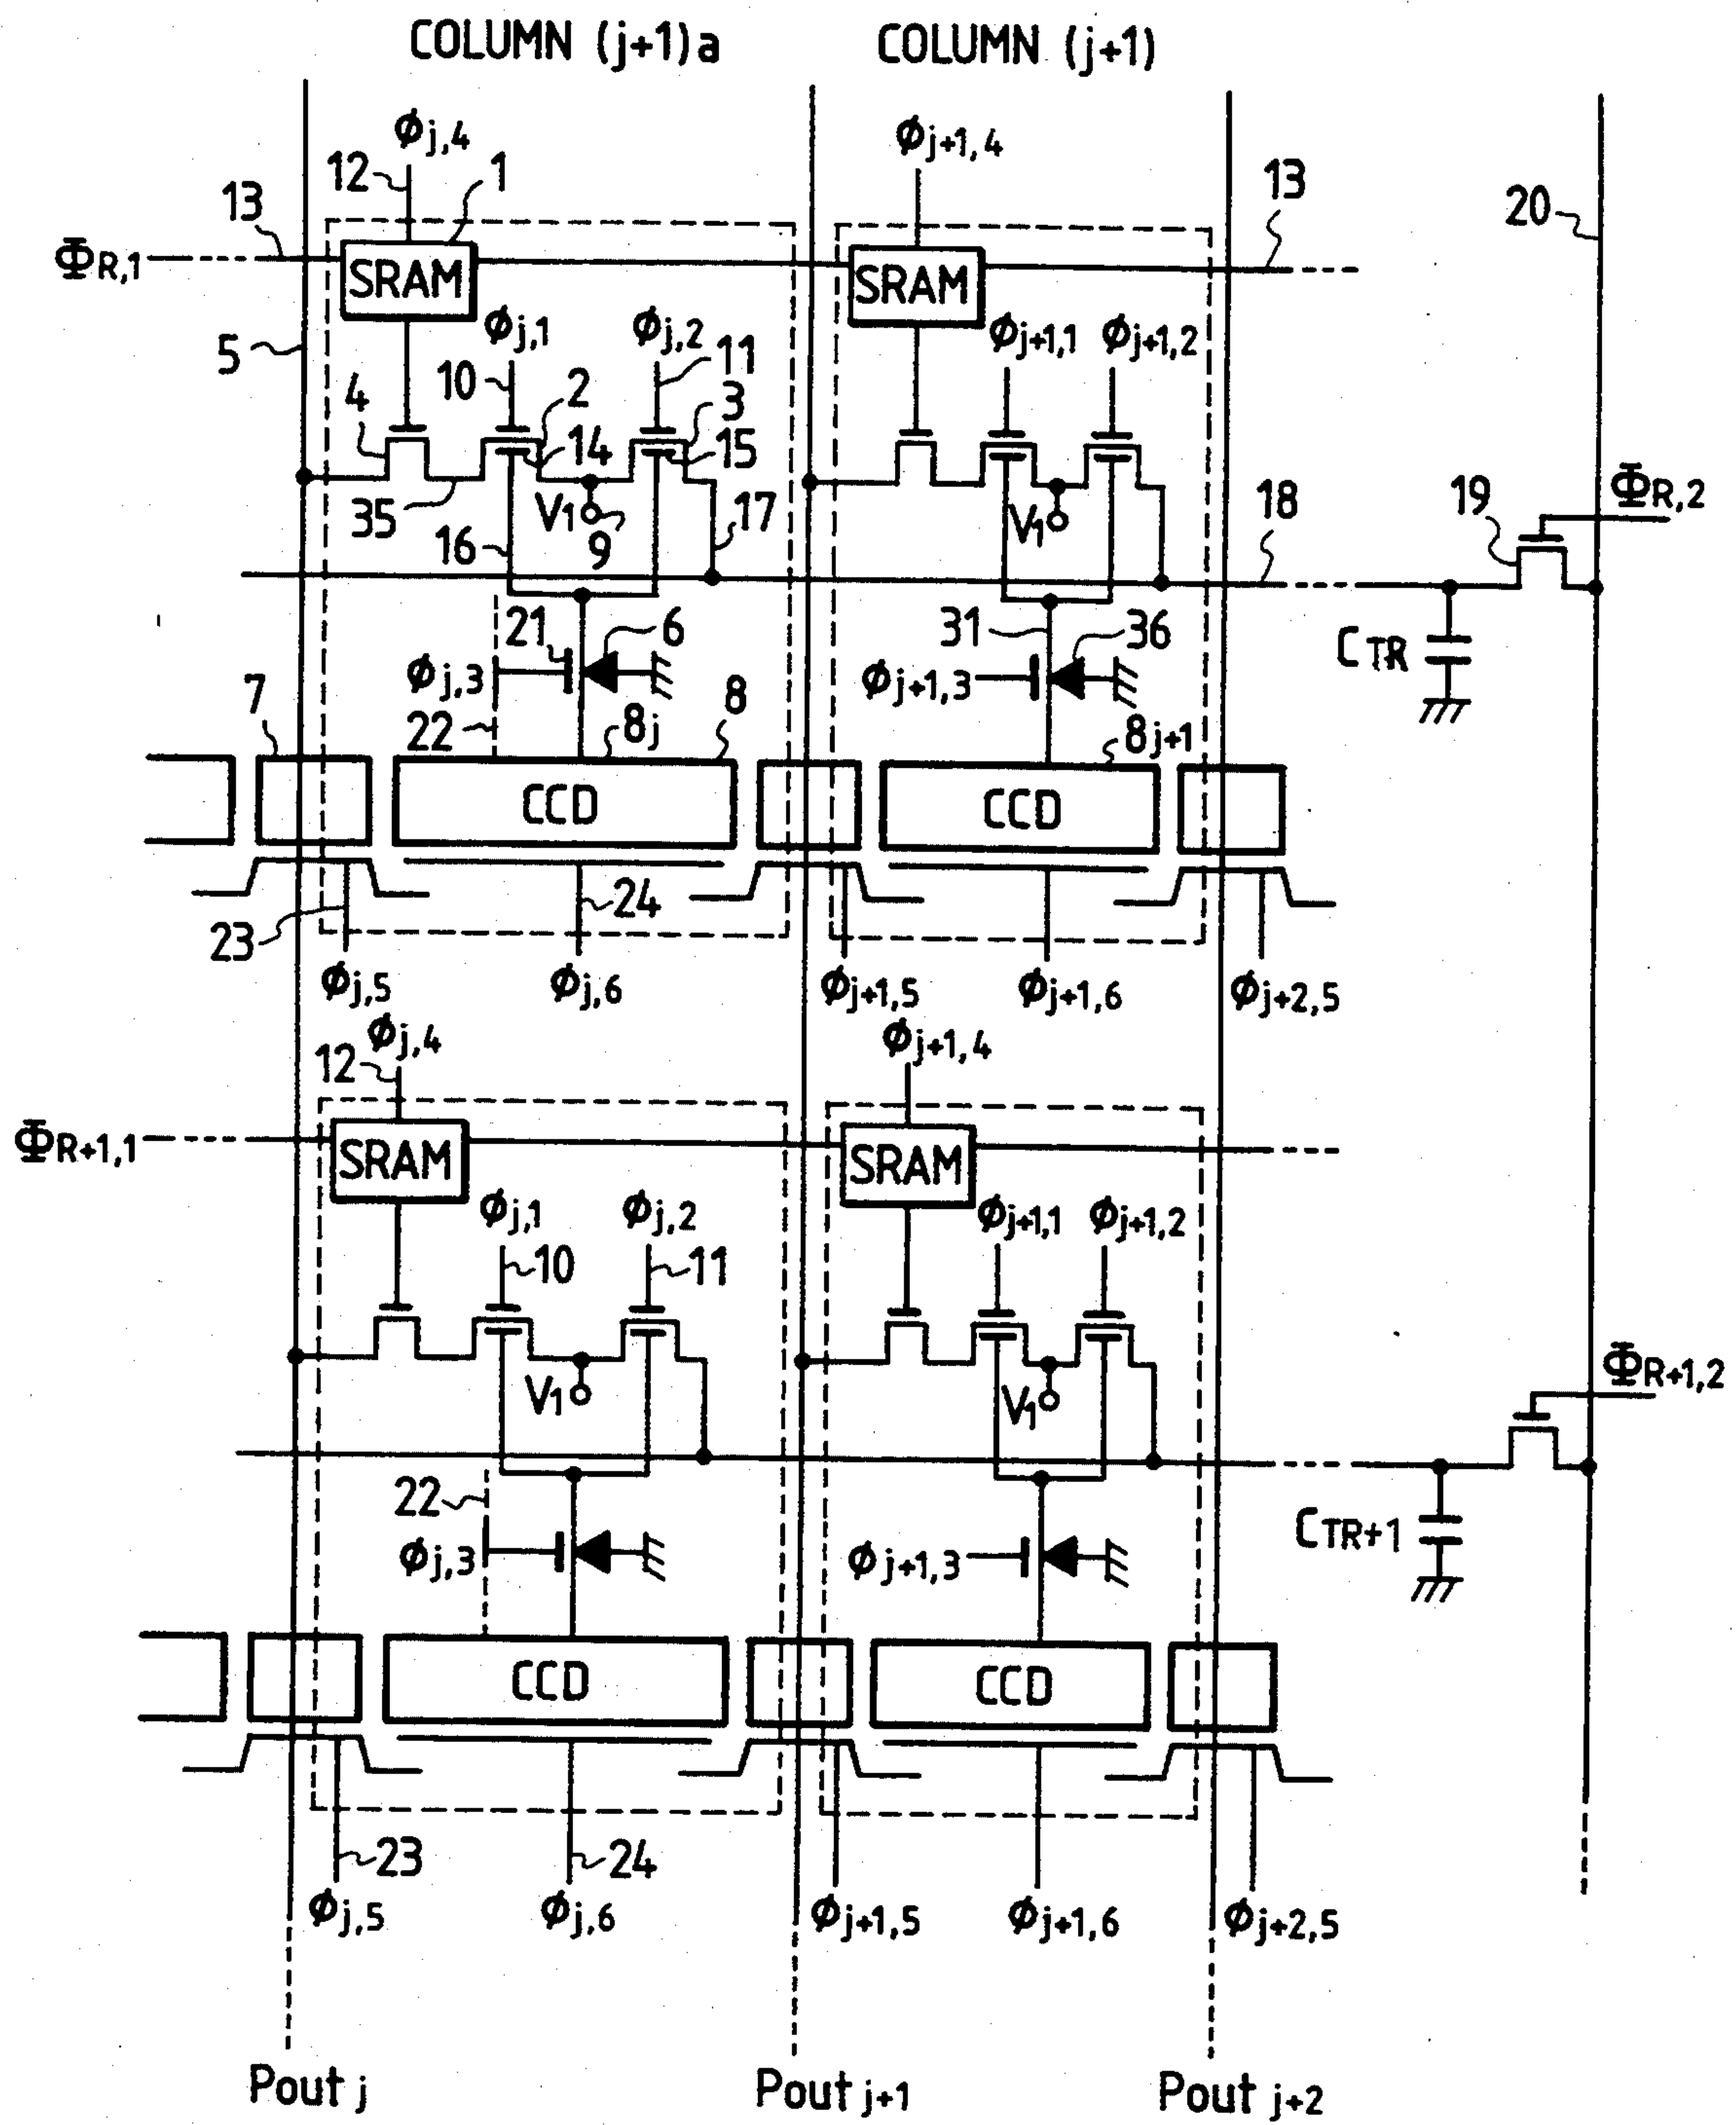 COLUMN (j+1)a COLUMN (j+1)
ϕj,4 ϕj+1,4
12 1 13
13 20
ΦR,1 SRAM SRAM
ϕj,1 ϕj,2 ϕj+1,1 ϕj+1,2
5 11
4 10 2 3
14 15
35 V1 17 V1 18 19 ΦR,2
16 9
21 6 31 36 CTR
ϕj,3 ϕj+1,3
7 22 8j 8 8j+1
CCD CCD
23 24
ϕj,5 ϕj,6 ϕj+1,5 ϕj+1,6 ϕj+2,5
ϕj,4 ϕj+1,4
12
ΦR+1,1 SRAM SRAM
ϕj,1 ϕj,2 ϕj+1,1 ϕj+1,2
10 11
V1 V1 ΦR+1,2
22 CTR+1
ϕj,3 ϕj+1,3
CCD CCD
23 24
ϕj,5 ϕj,6 ϕj+1,5 ϕj+1,6 ϕj+2,5
Pout j Pout j+1 Pout j+2